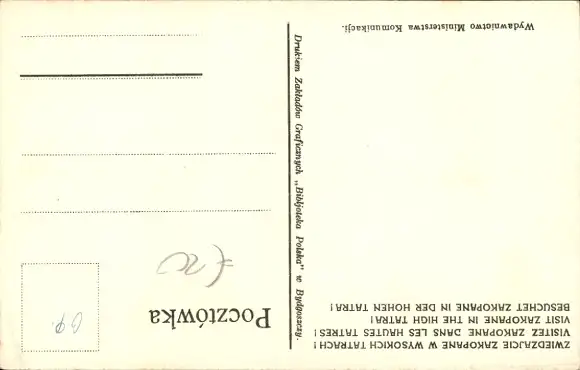 ZWIEDZAJCIE ZAKOPANE W WYSOKICH TATRACH !
VISITEZ ZAKOPANE DANS LES HAUTES TATRES !
VISIT ZAKOPANE IN THE HIGH TATRA !
BESUCHET ZAKOPANE IN DER HOHEN TATRA !
Wydawnictwo Ministerstwa Komunikacji.
Drukiem Zakładów Graficznych „Bibljoteka Polska" w Bydgoszczy.
Pocztówka